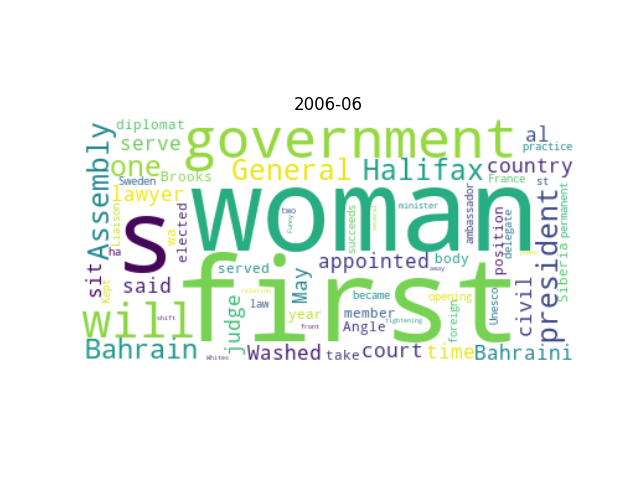 2006-06
diplomat
government
al
serve
practice
one
Brooks
General
Halifax
country
Assembly
Sweden
France
st
lawyer
Liaison
wa
elected
s
woman
two
Funny
succeeds
minister
ambassador
delegate
position
permanent
Siberia
president
ha
sit
Kept
said
served
May
appointed
body
away
first
relation
law
became
opening
Unesco
civil
will
shift
judge
year
member
Angle
front
tightening
foreign
Bahrain
Whites
Washed
take
court
time
Bahraini